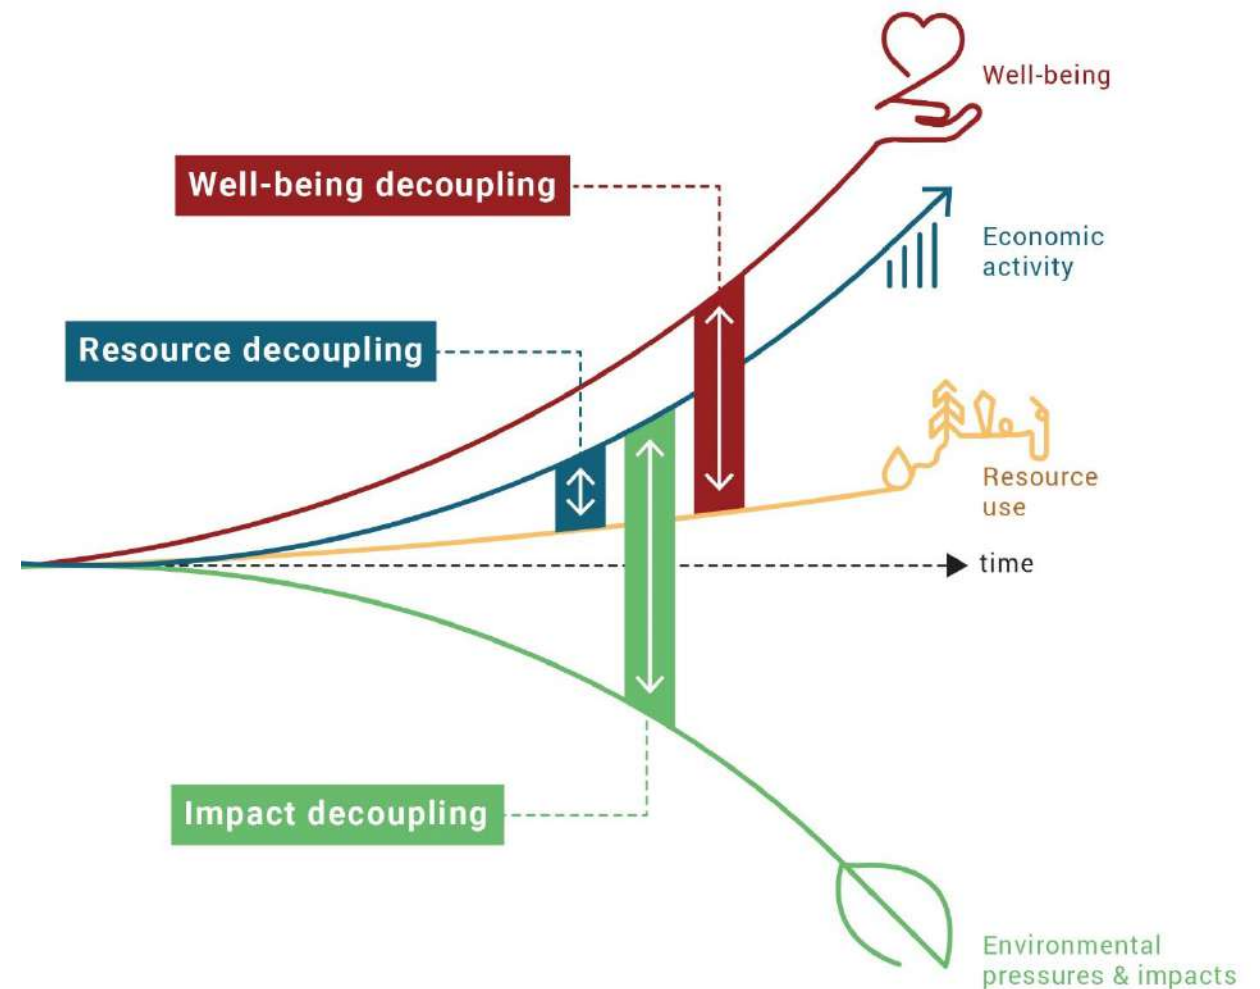 Well-being
Well-being decoupling
Economic
activity
Resource decoupling
Resource
use
time
Impact decoupling
Environmental
pressures & impacts